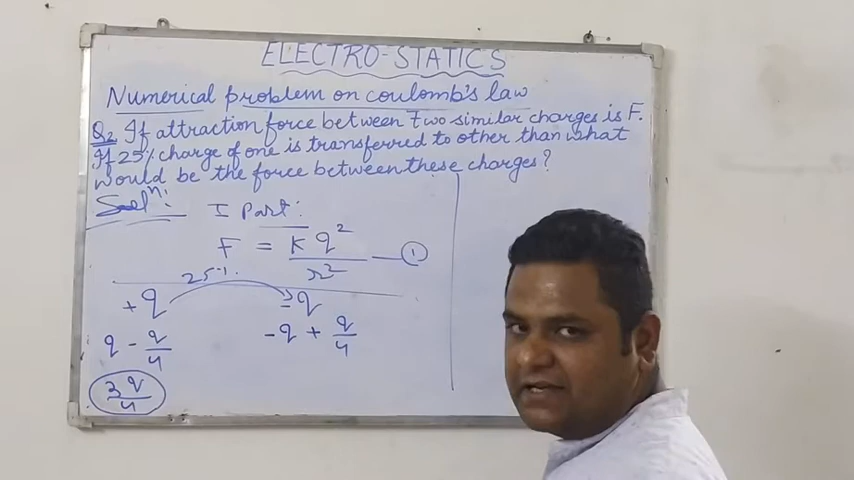 ELECTRO-STATICS
Numerical problem on coulomb's law
Q2. If attraction force between two similar charges is F.
If 25% charge of one is transferred to other than what
would be the force between these charges?
Solⁿ: I Part:
F = K q² / r² — ①
25%
+q -q
q - q/4 -q + q/4
3q/4